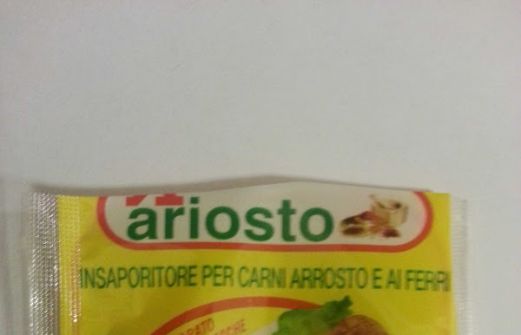 ariosto
INSAPORITORE PER CARNI ARROSTO E AI FERRI